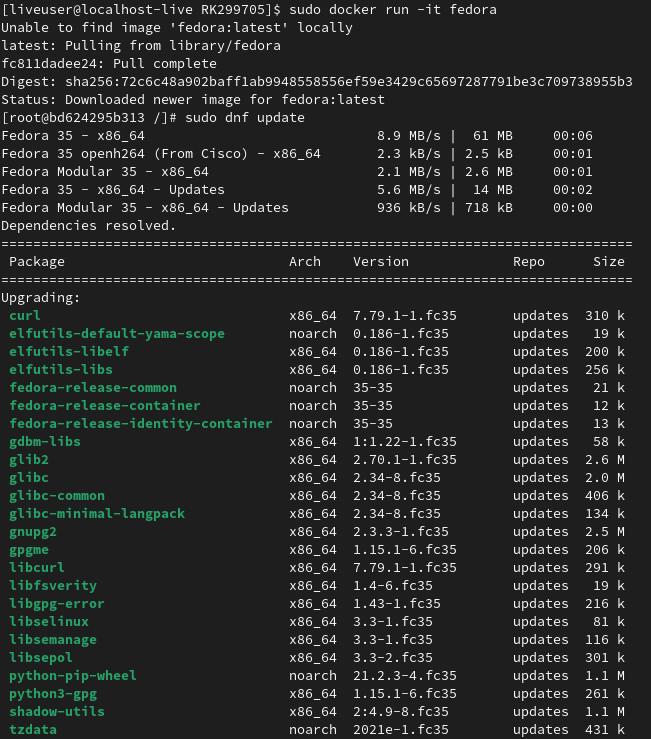 [liveuser@localhost-live RK299705]$ sudo docker run -it fedora
Unable to find image 'fedora:latest' locally
latest: Pulling from library/fedora
fc811dadee24: Pull complete
Digest: sha256:72c6c48a902baff1ab9948558556ef59e3429c65697287791be3c709738955b3
Status: Downloaded newer image for fedora:latest
[root@bd624295b313 /]# sudo dnf update
Fedora 35 - x86_64                             8.9 MB/s |  61 MB     00:06
Fedora 35 openh264 (From Cisco) - x86_64       2.3 kB/s | 2.5 kB     00:01
Fedora Modular 35 - x86_64                     2.1 MB/s | 2.6 MB     00:01
Fedora 35 - x86_64 - Updates                   5.6 MB/s |  14 MB     00:02
Fedora Modular 35 - x86_64 - Updates           936 kB/s | 718 kB     00:00
Dependencies resolved.
===============================================================================
 Package                            Arch    Version             Repo      Size
===============================================================================
Upgrading:
 curl                               x86_64  7.79.1-1.fc35       updates  310 k
 elfutils-default-yama-scope        noarch  0.186-1.fc35        updates   19 k
 elfutils-libelf                    x86_64  0.186-1.fc35        updates  200 k
 elfutils-libs                      x86_64  0.186-1.fc35        updates  256 k
 fedora-release-common              noarch  35-35               updates   21 k
 fedora-release-container           noarch  35-35               updates   12 k
 fedora-release-identity-container  noarch  35-35               updates   13 k
 gdbm-libs                          x86_64  1:1.22-1.fc35       updates   58 k
 glib2                              x86_64  2.70.1-1.fc35       updates  2.6 M
 glibc                              x86_64  2.34-8.fc35         updates  2.0 M
 glibc-common                       x86_64  2.34-8.fc35         updates  406 k
 glibc-minimal-langpack             x86_64  2.34-8.fc35         updates  134 k
 gnupg2                             x86_64  2.3.3-1.fc35        updates  2.5 M
 gpgme                              x86_64  1.15.1-6.fc35       updates  206 k
 libcurl                            x86_64  7.79.1-1.fc35       updates  291 k
 libfsverity                        x86_64  1.4-6.fc35          updates   19 k
 libgpg-error                       x86_64  1.43-1.fc35         updates  216 k
 libselinux                         x86_64  3.3-1.fc35          updates   81 k
 libsemanage                        x86_64  3.3-1.fc35          updates  116 k
 libsepol                           x86_64  3.3-2.fc35          updates  301 k
 python-pip-wheel                   noarch  21.2.3-4.fc35       updates  1.1 M
 python3-gpg                        x86_64  1.15.1-6.fc35       updates  261 k
 shadow-utils                       x86_64  2:4.9-8.fc35        updates  1.1 M
 tzdata                             noarch  2021e-1.fc35        updates  431 k